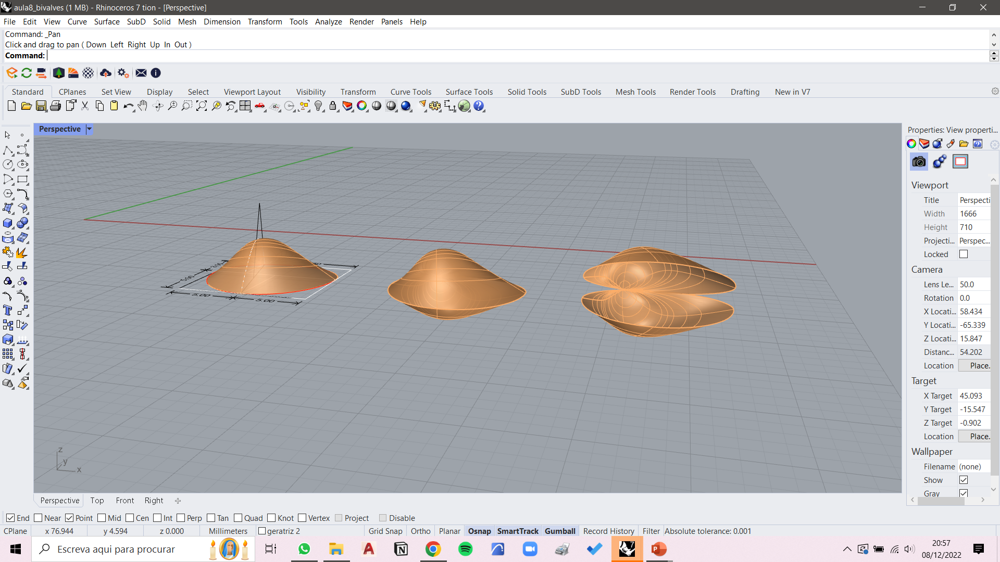 aula8_bivalves (1 MB) - Rhinoceros 7 tion - [Perspective]
File Edit View Curve Surface SubD Solid Mesh Dimension Transform Tools Analyze Render Panels Help
Command: _Pan
Click and drag to pan ( Down Left Right Up In Out )
Command:
Standard CPlanes Set View Display Select Viewport Layout Visibility Transform Curve Tools Surface Tools Solid Tools SubD Tools Mesh Tools Render Tools Drafting New in V7
Perspective
Properties: View properti...
Viewport
Title Perspecti
Width 1666
Height 710
Projecti... Perspec...
Locked
Camera
Lens Le... 50.0
Rotation 0.0
X Locati... 58.434
Y Locati... -65.339
Z Locati... 15.847
Distanc... 54.202
Location Place.
Target
X Target 45.093
Y Target -15.547
Z Target -0.902
Location Place.
Wallpaper
Filename (none)
Show
Gray
5.00
5.00
5.00
z
y
x
Perspective Top Front Right
End Near Point Mid Cen Int Perp Tan Quad Knot Vertex Project Disable
CPlane x 76.944 y 4.594 z 0.000 Millimeters geratriz 2 Grid Snap Ortho Planar Osnap SmartTrack Gumball Record History Filter Absolute tolerance: 0.001
Escreva aqui para procurar
20:57
08/12/2022